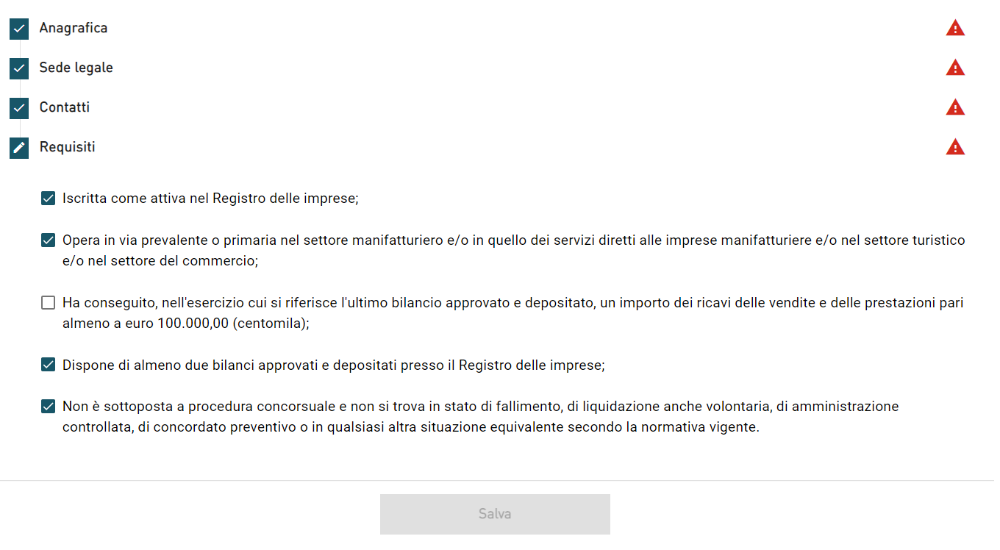 Anagrafica
Sede legale
Contatti
Requisiti
Iscritta come attiva nel Registro delle imprese;
Opera in via prevalente o primaria nel settore manifatturiero e/o in quello dei servizi diretti alle imprese manifatturiere e/o nel settore turistico
e/o nel settore del commercio;
Ha conseguito, nell'esercizio cui si riferisce l'ultimo bilancio approvato e depositato, un importo dei ricavi delle vendite e delle prestazioni pari
almeno a euro 100.000,00 (centomila);
Dispone di almeno due bilanci approvati e depositati presso il Registro delle imprese;
Non è sottoposta a procedura concorsuale e non si trova in stato di fallimento, di liquidazione anche volontaria, di amministrazione
controllata, di concordato preventivo o in qualsiasi altra situazione equivalente secondo la normativa vigente.
Salva